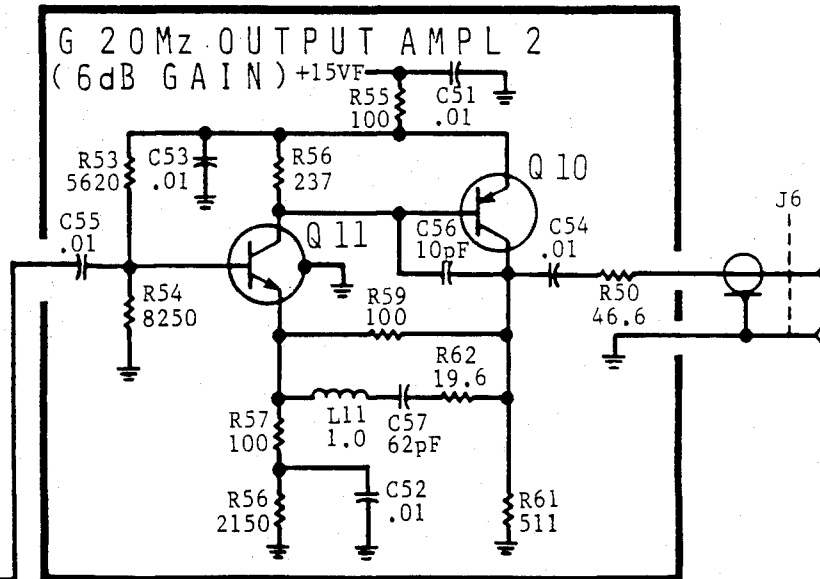 G 20Mz OUTPUT AMPL 2
(6dB GAIN)
+15VF
R55
100
C51
.01
R53
5620
C53
.01
R56
237
Q10
J6
C55
.01
Q11
C56
10pF
C54
.01
R54
8250
R59
100
R50
46.6
R62
19.6
L11
1.0
C57
62pF
R57
100
R56
2150
C52
.01
R61
511